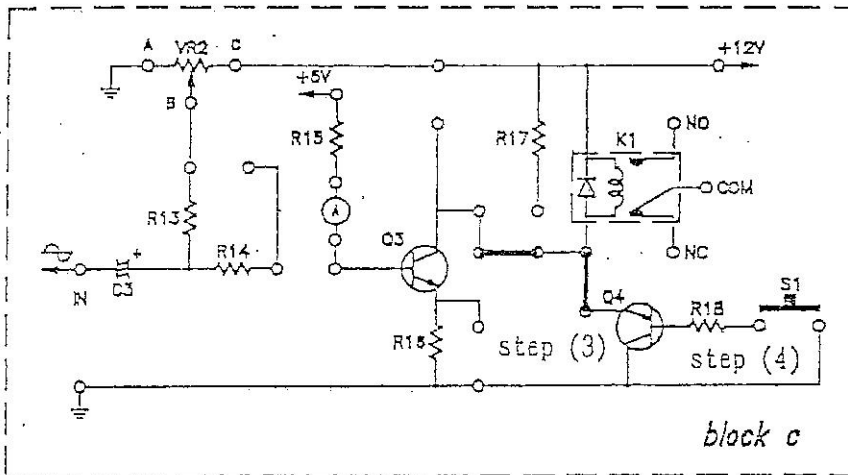 A VR2 C
+12V
+5V
B
R15
R17
K1
NO
COM
NC
R13
A
R14
Q3
+
C3
IN
Q4
S1
R18
step (3)
step (4)
block c